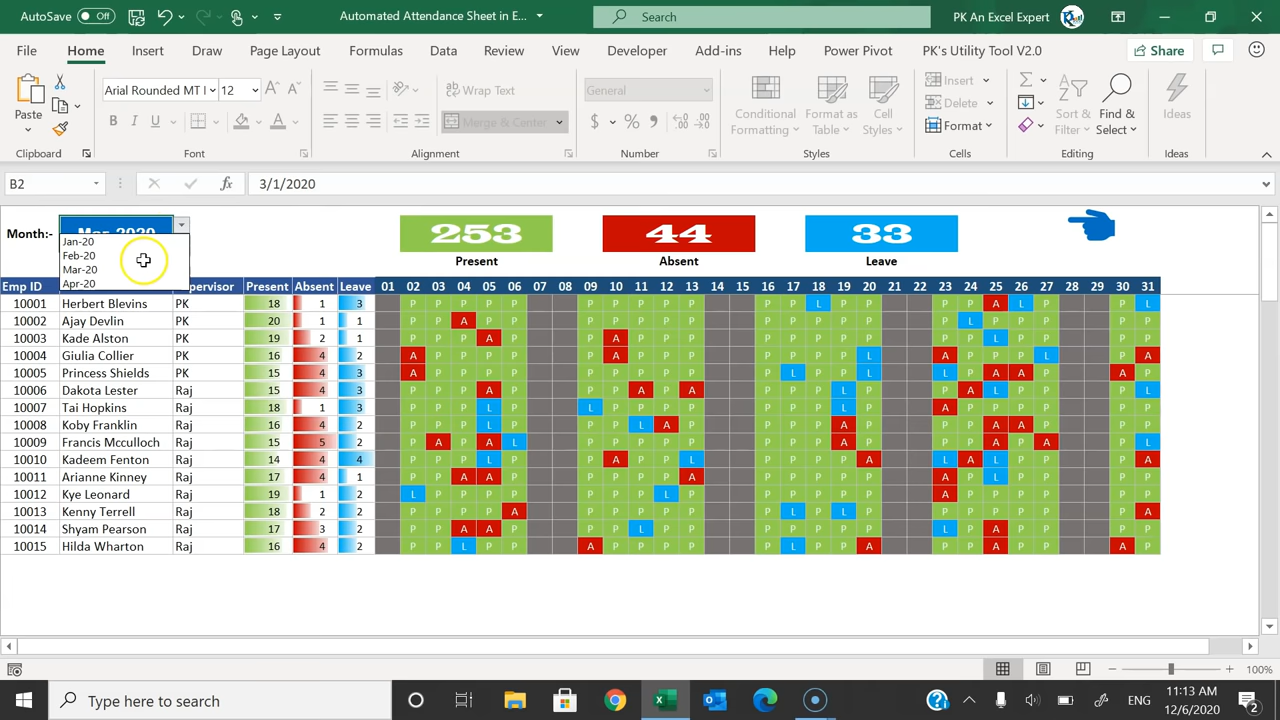 AutoSave Off Automated Attendance Sheet in E... Search PK An Excel Expert
File Home Insert Draw Page Layout Formulas Data Review View Developer Add-ins Help Power Pivot PK's Utility Tool V2.0 Share
Arial Rounded MT I 12 Wrap Text General Insert
Paste Merge & Center Conditional Formatting Format as Table Cell Styles Delete Format Sort & Filter Find & Select Ideas
Clipboard Font Alignment Number Styles Cells Editing Ideas
B2 fx 3/1/2020
Month:- Mar-2020 253 44 33
Jan-20
Feb-20
Mar-20
Apr-20
Present Absent Leave
Emp ID pervisor Present Absent Leave 01 02 03 04 05 06 07 08 09 10 11 12 13 14 15 16 17 18 19 20 21 22 23 24 25 26 27 28 29 30 31
10001 Herbert Blevins PK 18 1 3 P P P P P P P P P P P P L P P P P A L P P L
10002 Ajay Devlin PK 20 1 1 P P A P P P P P P P P P P P P P L P P P P P
10003 Kade Alston PK 19 2 1 P P P A P P A P P P P P P P P P P L P P P P
10004 Giulia Collier PK 16 4 2 A P P P P P A P P P P P P P L A P P P L P A
10005 Princess Shields PK 15 4 3 A P P P P P P P P P P L P P L L P A A P A P
10006 Dakota Lester Raj 15 4 3 P P P A P P P A P A P P P L P P A L P P P L
10007 Tai Hopkins Raj 18 1 3 P P P L P L P P P P P P P L P A P P P P P P
10008 Koby Franklin Raj 16 4 2 P P P L P P P L A P P P P A P P P A A P P P
10009 Francis Mcculloch Raj 15 5 2 P A P A L P P P P P P P P A P P P A P A P L
10010 Kadeem Fenton Raj 14 4 4 P P P L P P A P P L P P P P A L A L P P P A
10011 Arianne Kinney Raj 17 4 1 P P A A P P P P P A P P P P P A P L P P P P
10012 Kye Leonard Raj 19 1 2 L P P P P P P P L P P P P P P A P P P P P P
10013 Kenny Terrell Raj 18 2 2 P P P P A P P P P P P L P L P P P P P P P A
10014 Shyam Pearson Raj 17 3 2 P P A A P P P L P P P P P P P L P A P P P P
10015 Hilda Wharton Raj 16 4 2 P P L P P A P P P P P L P P A P P A P P A P
100%
Type here to search ENG 11:13 AM
12/6/2020 2